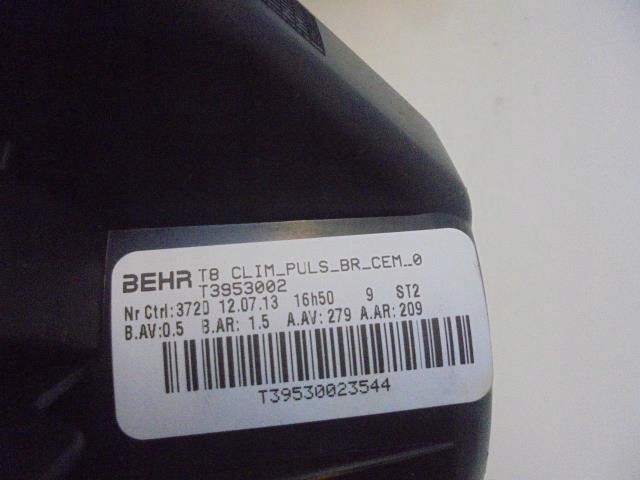 BEHR T8 CLIM_PULS_BR_CEM_0
T3953002
Nr Ctrl:3720 12.07.13 16h50 9 ST2
B.AV:0.5 B.AR: 1.5 A.AV: 279 A.AR: 209
T39530023544